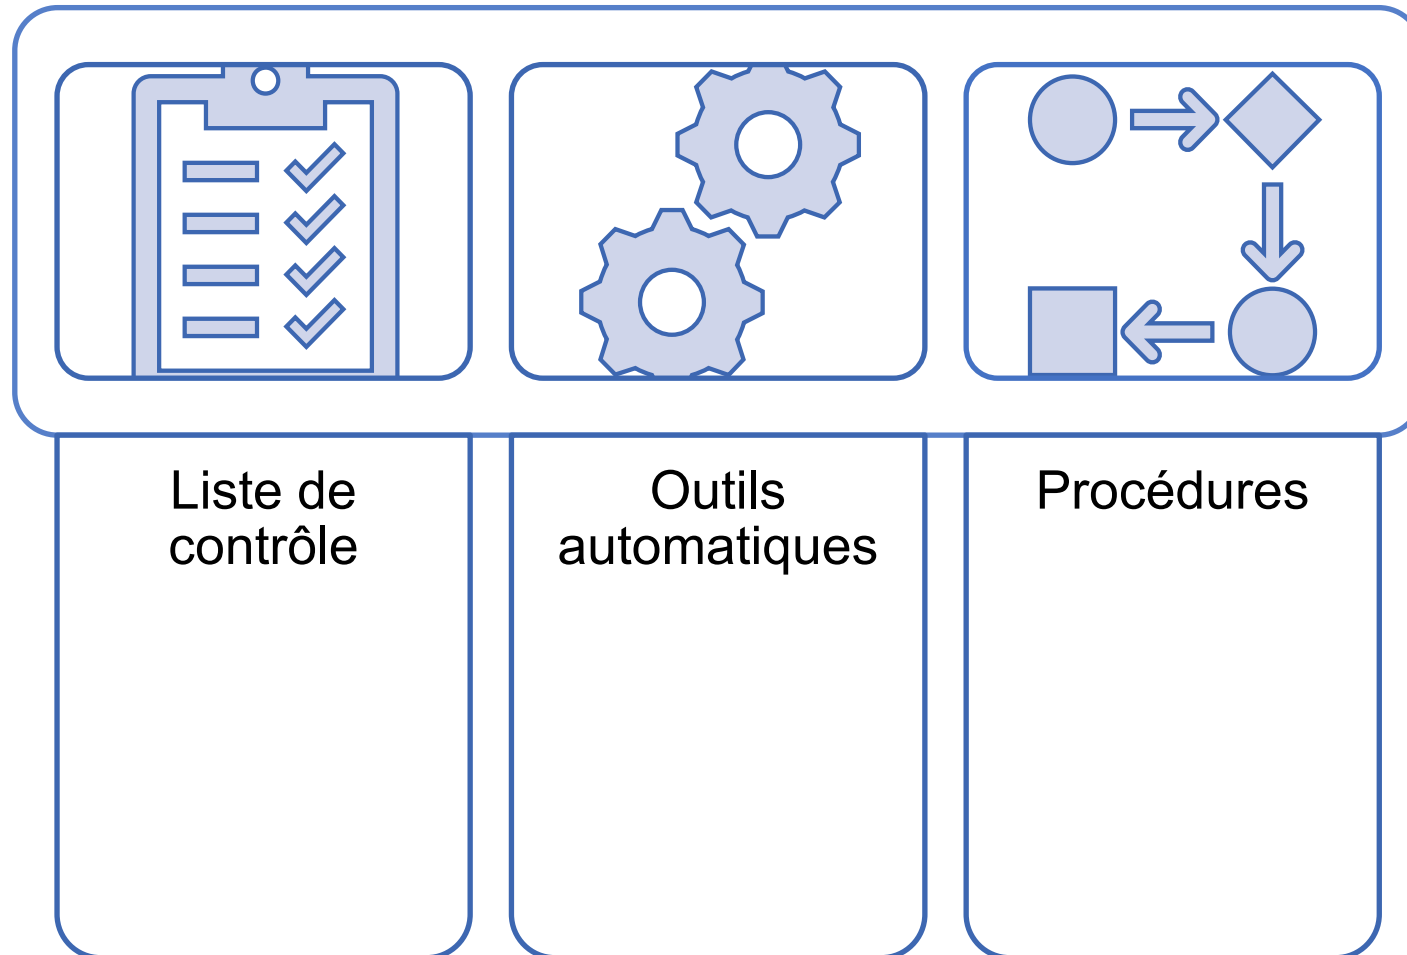 Liste de
contrôle
Outils
automatiques
Procédures